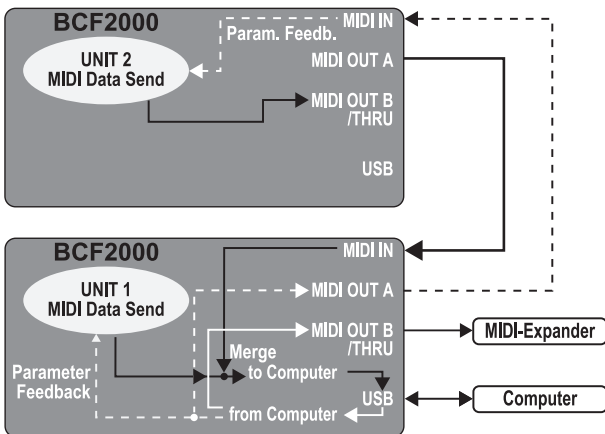 BCF2000
MIDI IN
Param. Feedb.
UNIT 2
MIDI Data Send
MIDI OUT A
MIDI OUT B
/THRU
USB
BCF2000
MIDI IN
UNIT 1
MIDI Data Send
MIDI OUT A
MIDI OUT B
/THRU
MIDI-Expander
Merge
Parameter
Feedback
to Computer
USB
Computer
from Computer